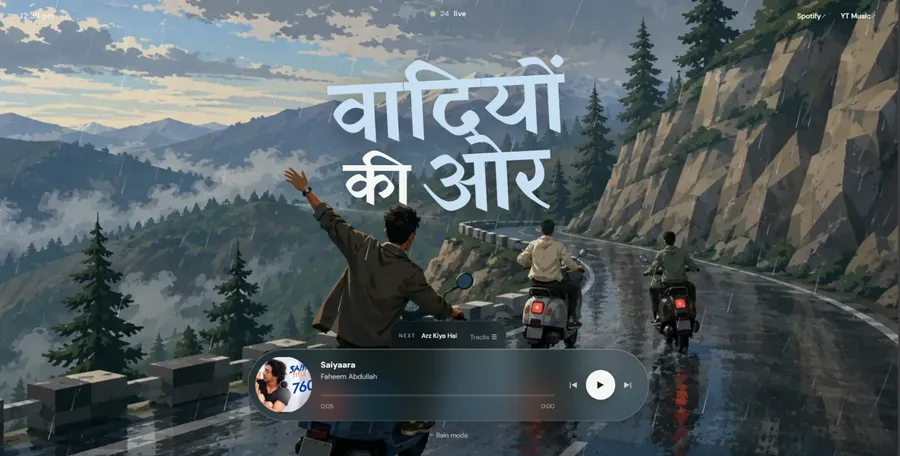 12:39 pm
24 live
Spotify
YT Music
वादियों
की ओर
NEXT Arz Kiya Hai
Tracks
Saiyaara
Faheem Abdullah
0:05
0:00
Rain mode